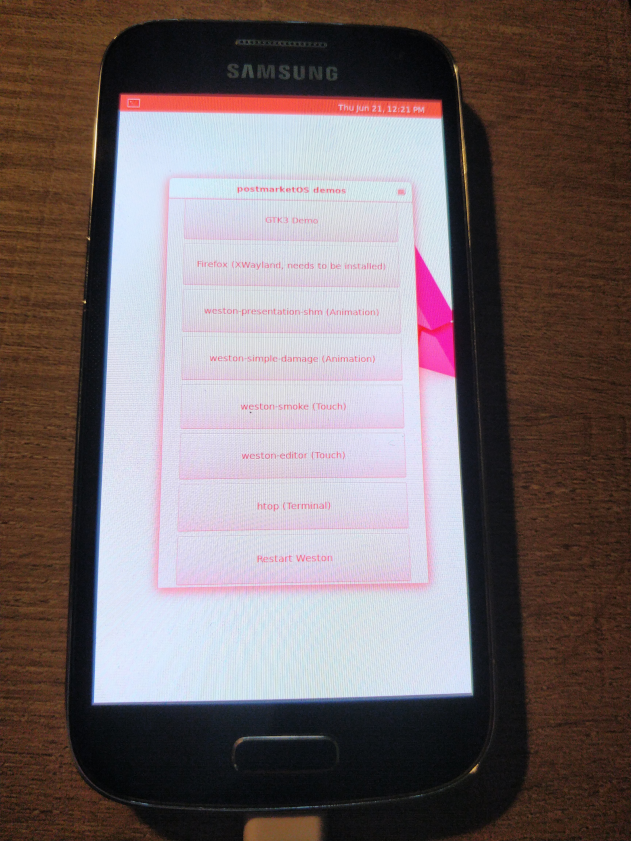 SAMSUNG
Thu Jun 21, 12:21 PM
postmarketOS demos
GTK3 Demo
Firefox (XWayland, needs to be installed)
weston-presentation-shm (Animation)
weston-simple-damage (Animation)
weston-smoke (Touch)
weston-editor (Touch)
htop (Terminal)
Restart Weston